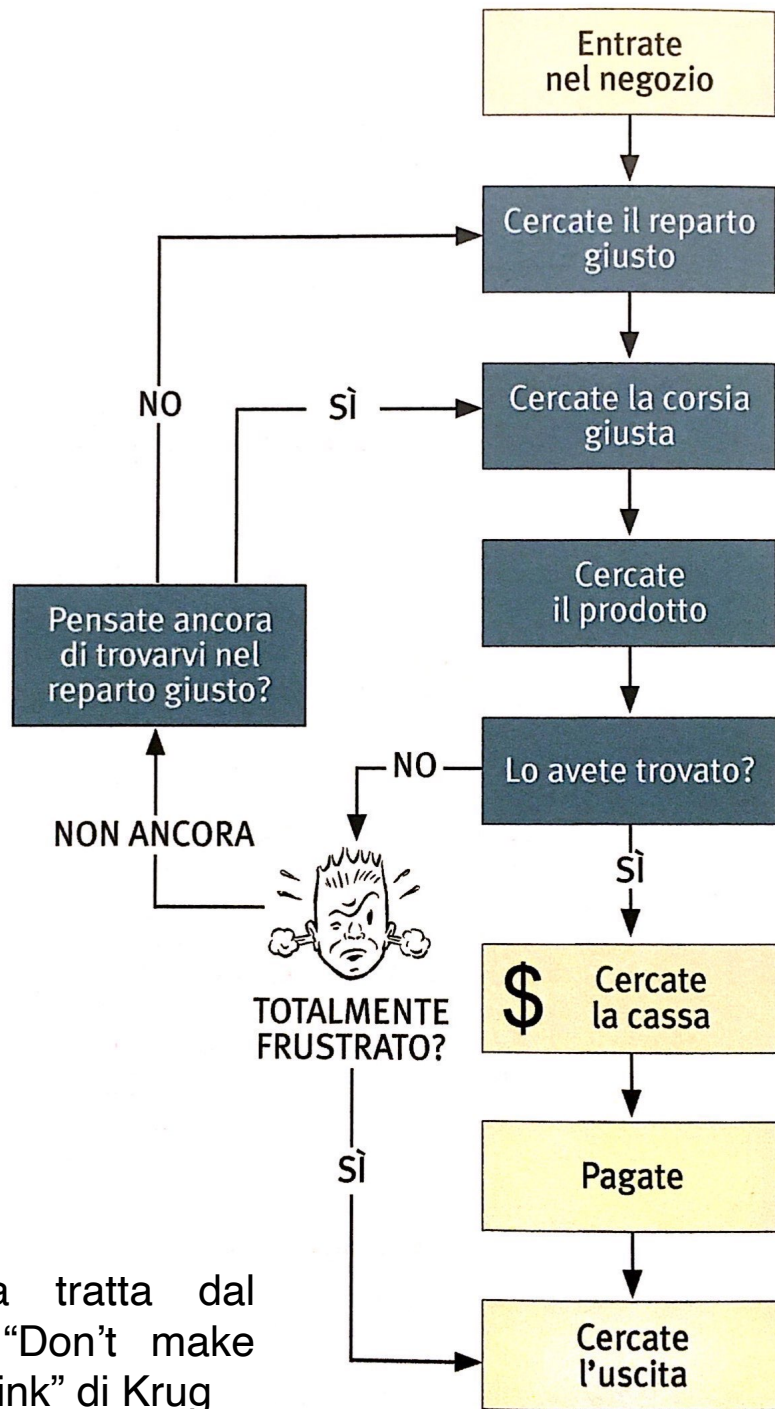 Entrate
nel negozio
Cercate il reparto
giusto
NO
SÌ
Cercate la corsia
giusta
Cercate
il prodotto
Pensate ancora
di trovarvi nel
reparto giusto?
NO
Lo avete trovato?
NON ANCORA
SÌ
$ Cercate
la cassa
TOTALMENTE
FRUSTRATO?
SÌ
Pagate
tratta dal
“Don’t make
di Krug
Cercate
l’uscita